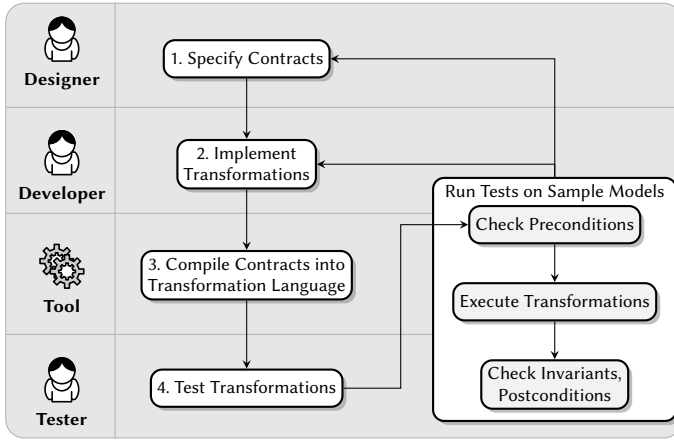 Designer
1. Specify Contracts
Developer
2. Implement
Transformations
Run Tests on Sample Models
Check Preconditions
Tool
3. Compile Contracts into
Transformation Language
Execute Transformations
Tester
4. Test Transformations
Check Invariants,
Postconditions